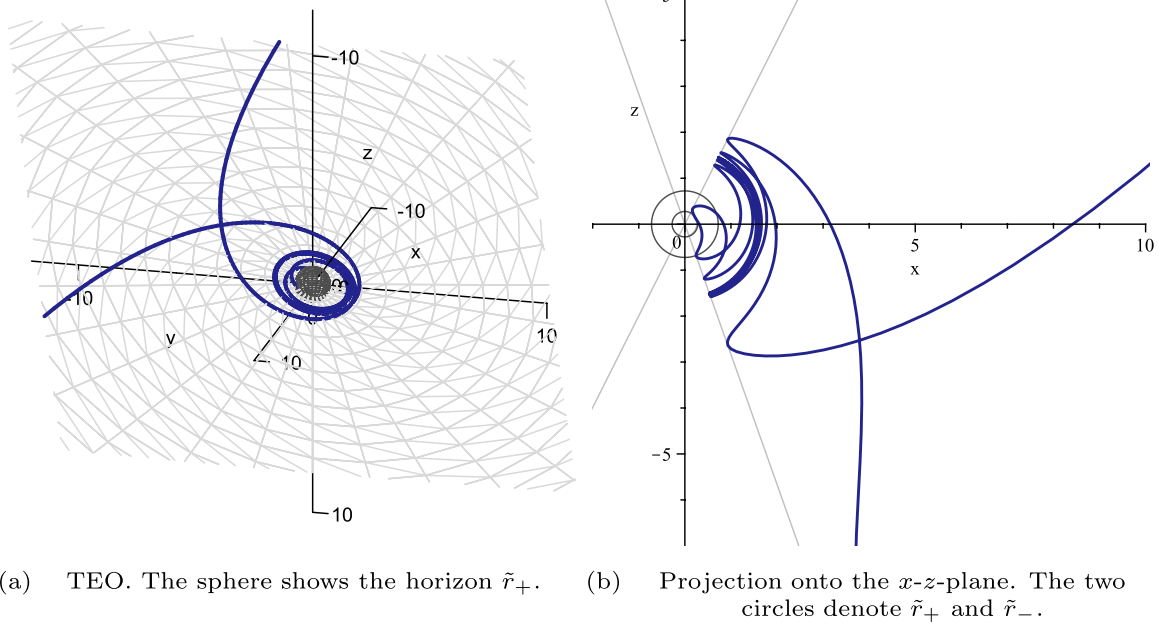 -10
z
-10
x
-10
v
10
10
10
z
0
5
x
10
−5
(a) TEO. The sphere shows the horizon r̃₊.
(b) Projection onto the x-z-plane. The two
circles denote r̃₊ and r̃₋.